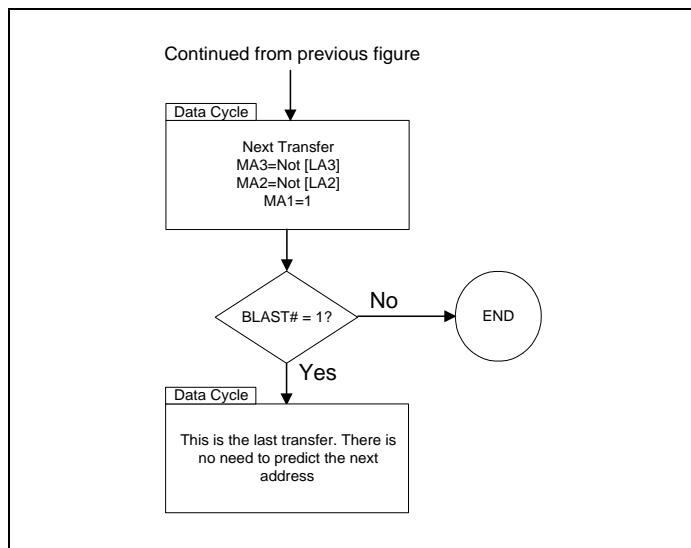 Continued from previous figure
Data Cycle
Next Transfer
MA3=Not [LA3]
MA2=Not [LA2]
MA1=1
BLAST# = 1?
No
END
Yes
Data Cycle
This is the last transfer. There is
no need to predict the next
address